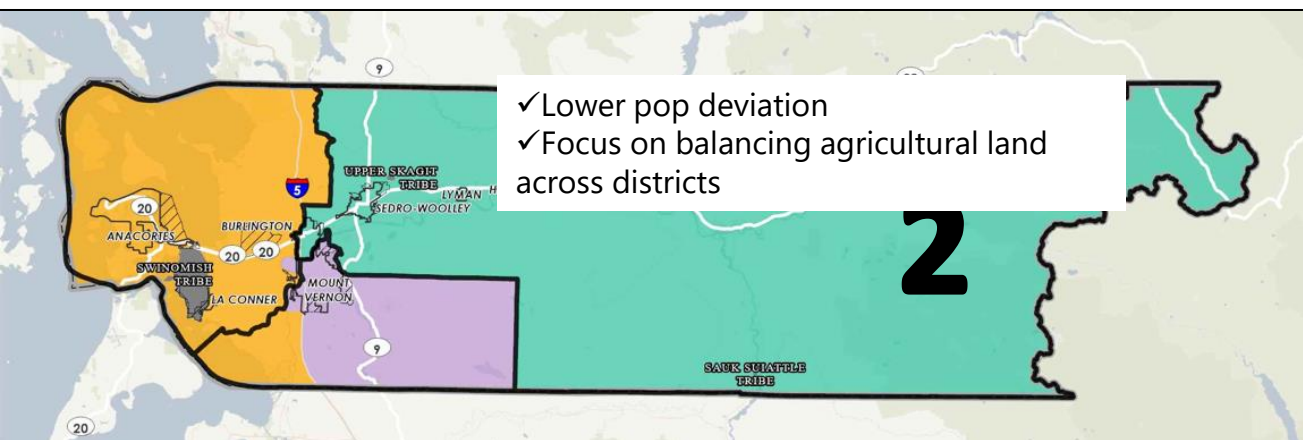 9
✓Lower pop deviation
✓Focus on balancing agricultural land
across districts
UPPER SKAGIT
TRIBE
5
LYMAN H
SEDRO-WOOLLEY
20
BURLINGTON
ANACORTES
20
20
2
SWINOMISH
TRIBE
MOUNT
VERNON
LA CONNER
9
SAUK SUIATTLE
TRIBE
20